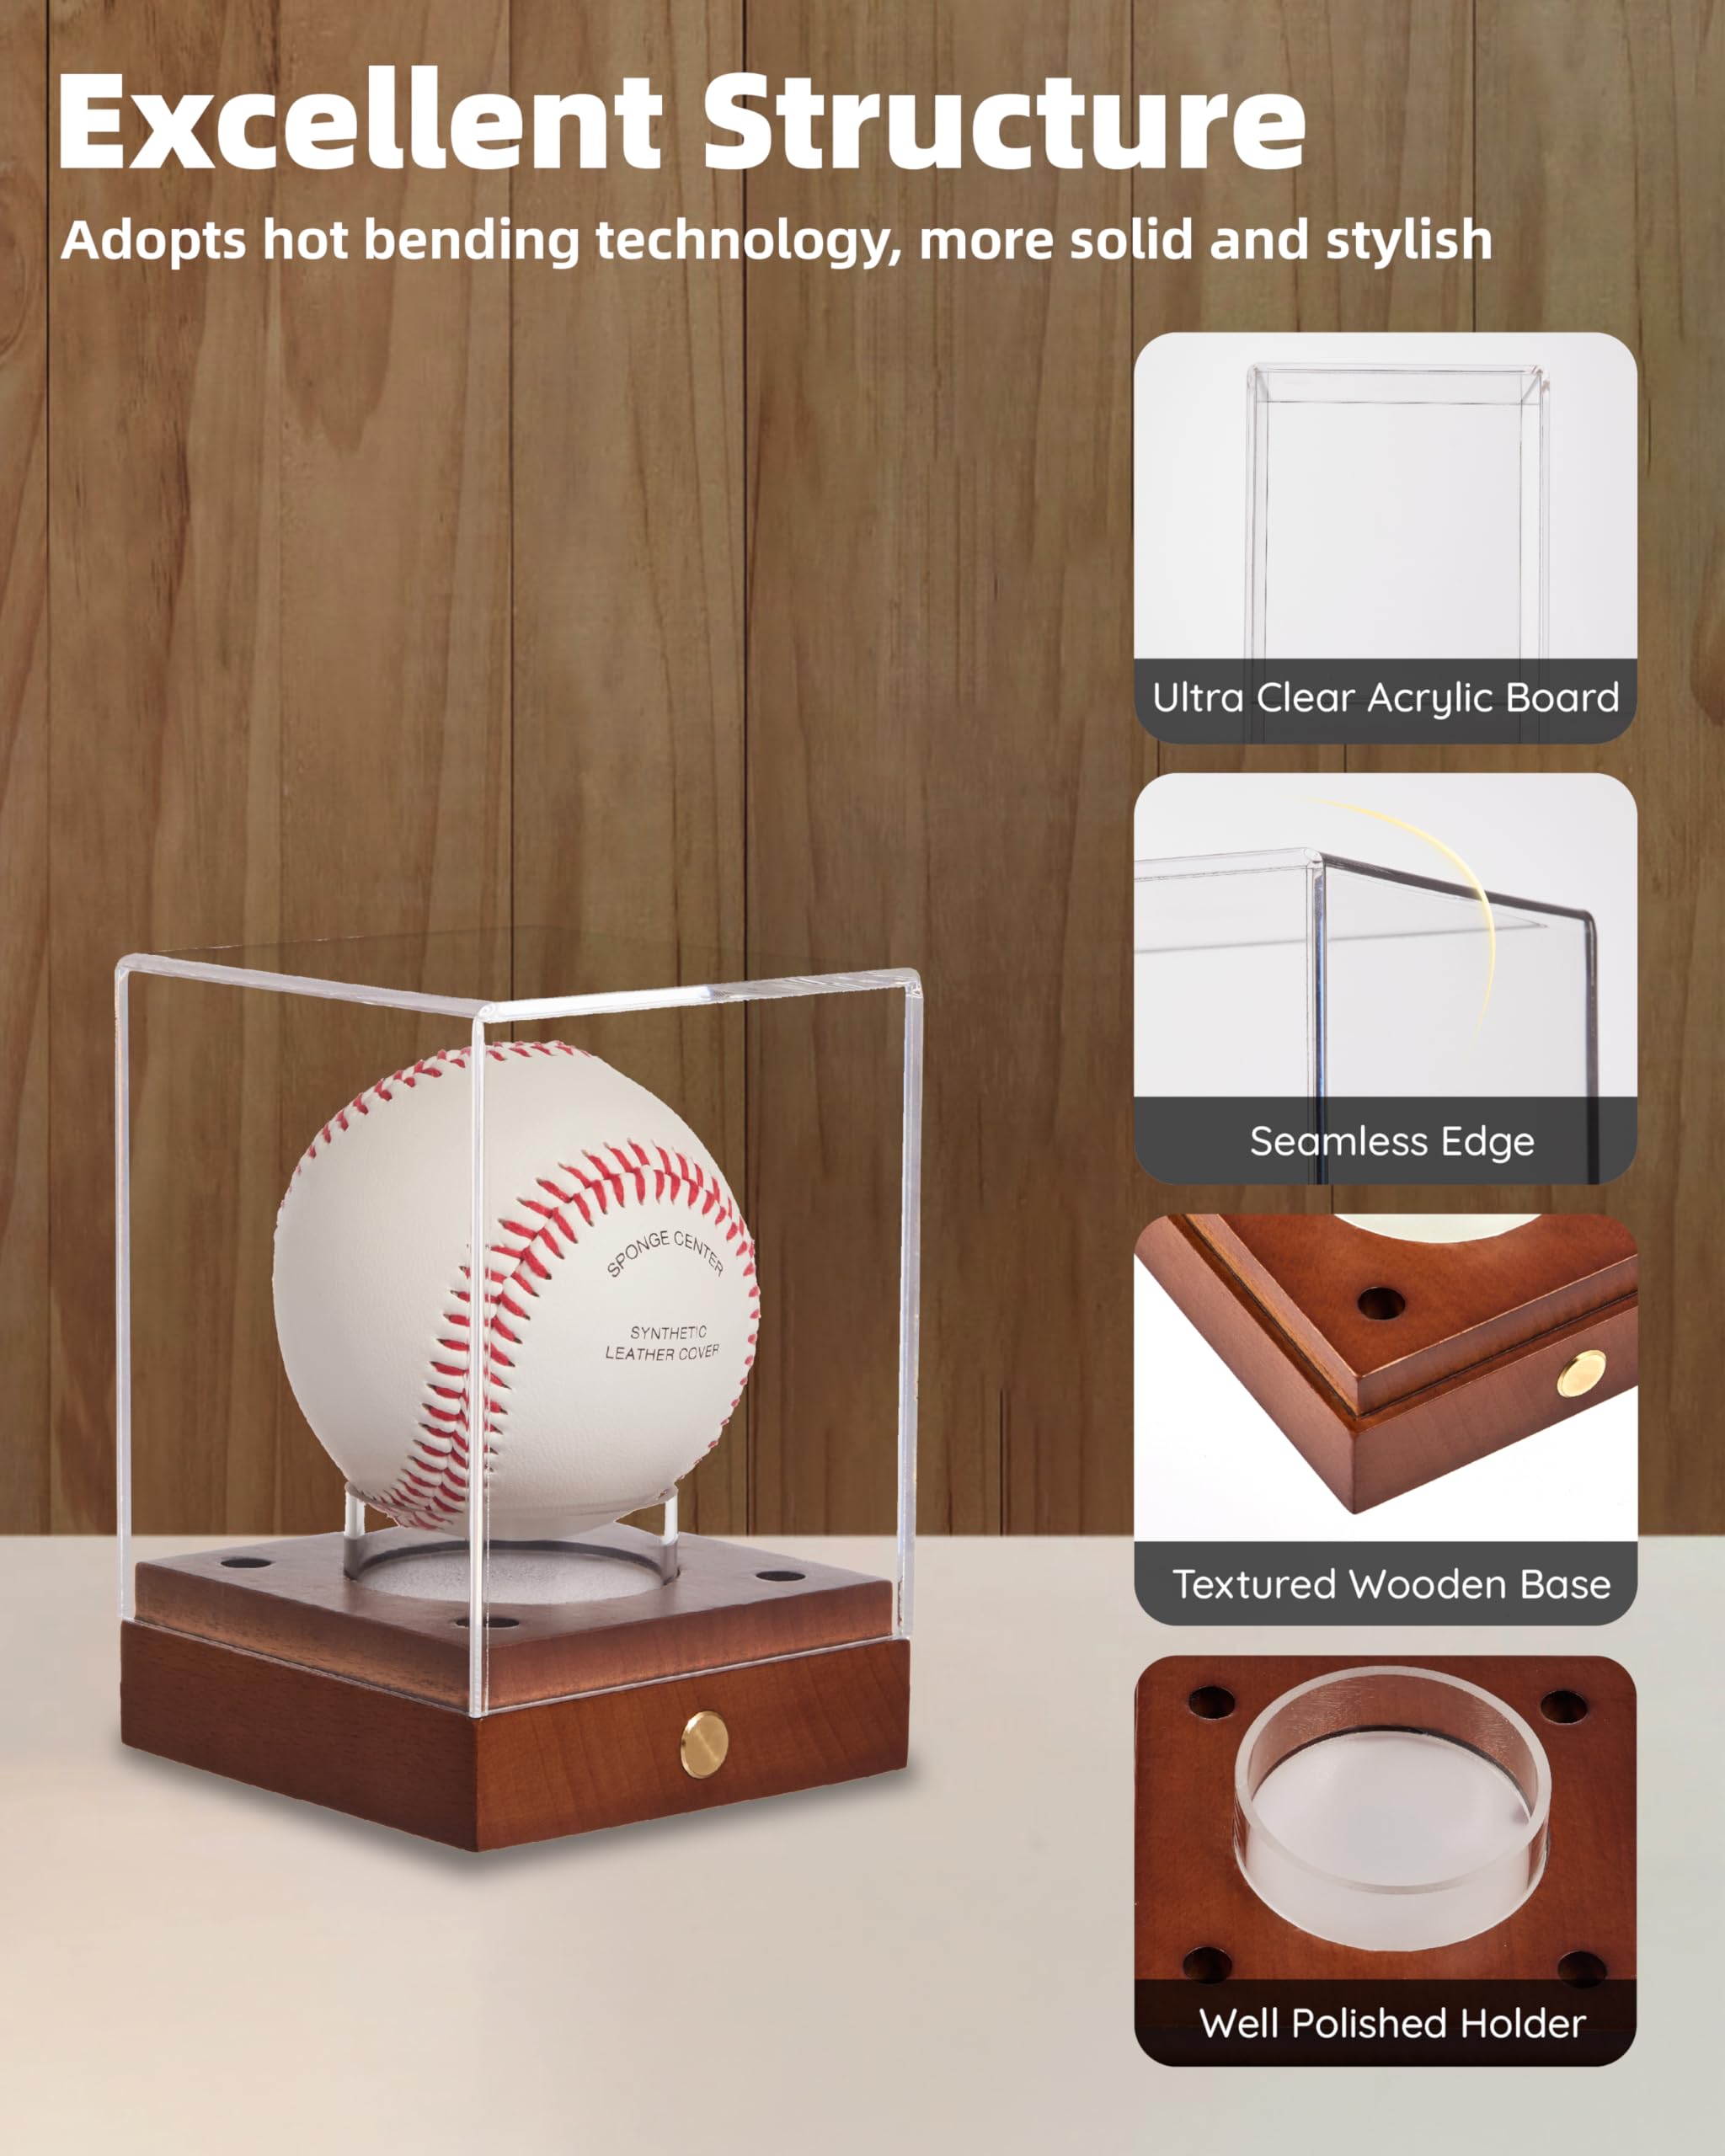 Excellent Structure
Adopts hot bending technology, more solid and stylish
Ultra Clear Acrylic Board
Seamless Edge
SPONGE CENTER
SYNTHETIC
LEATHER COVER
Textured Wooden Base
Well Polished Holder